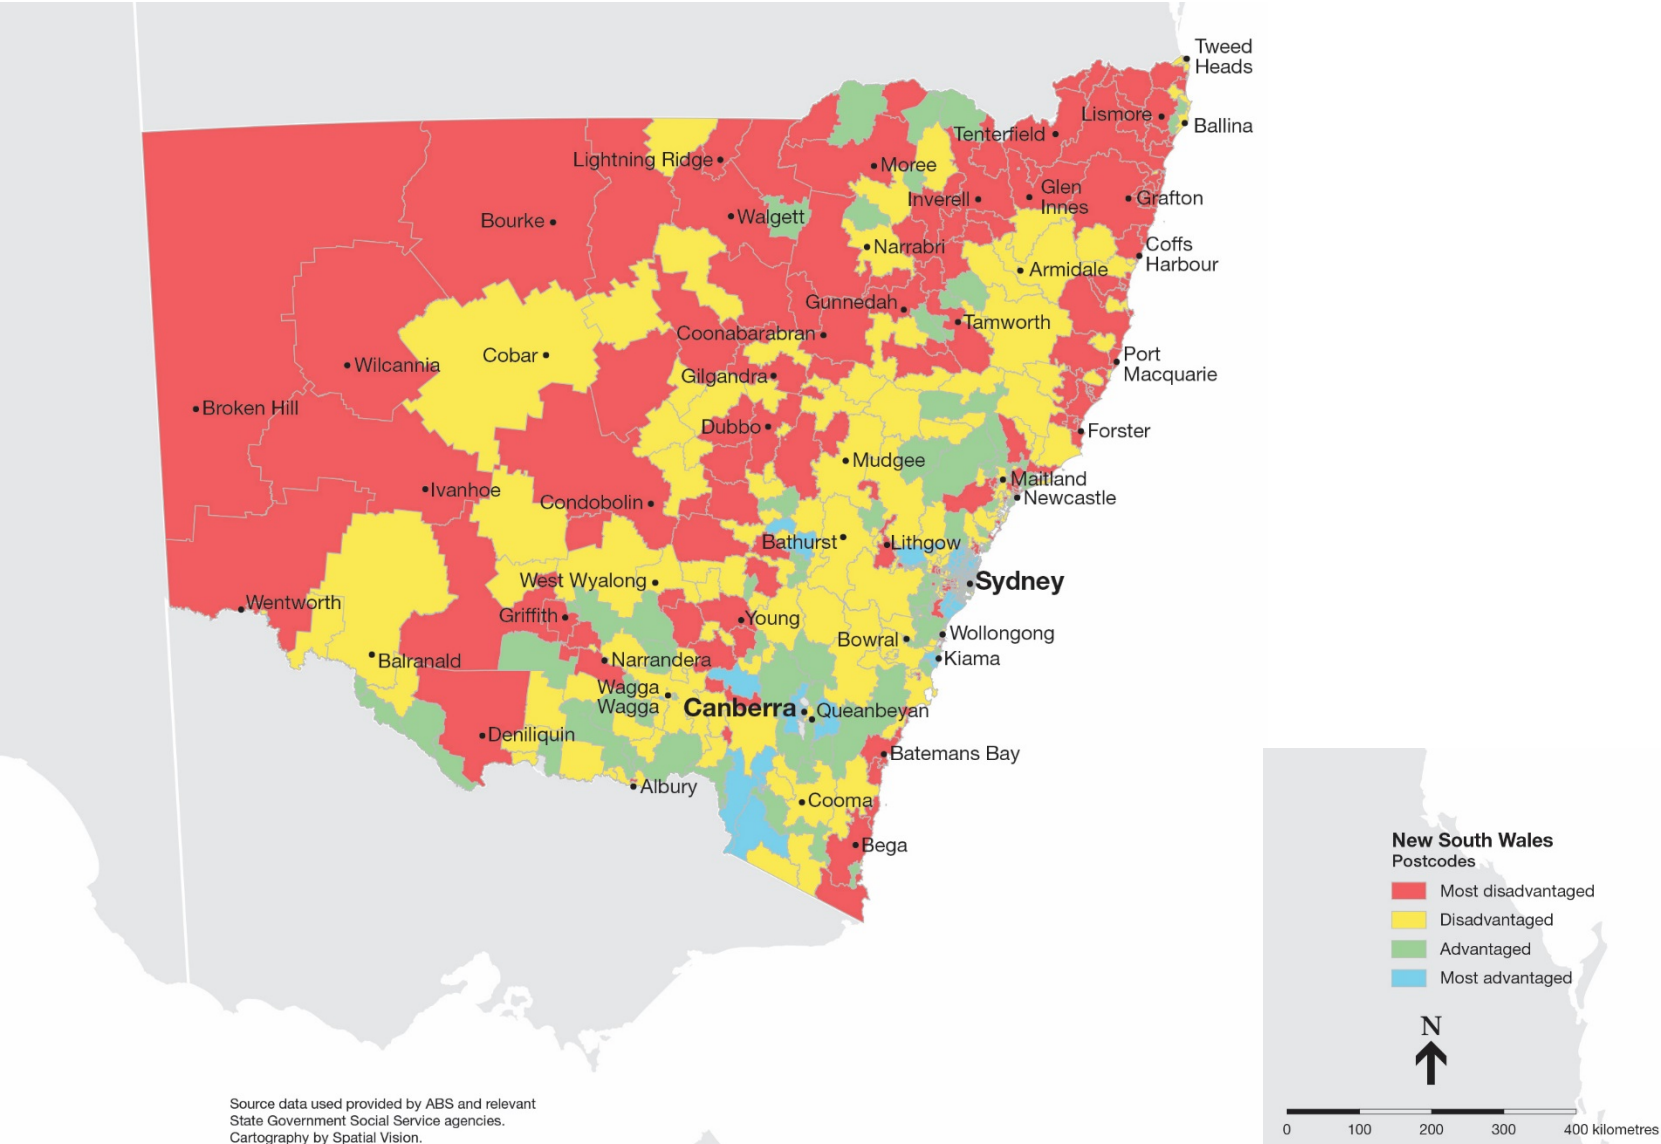 Tweed
Heads
Lismore
Ballina
Tenterfield
Lightning Ridge
Moree
Inverell
Glen
Innes
Grafton
Bourke
Walgett
Narrabri
Coffs
Harbour
Armidale
Gunnedah
Tamworth
Coonabarabran
Cobar
Wilcannia
Port
Macquarie
Gilgandra
Broken Hill
Dubbo
Forster
Mudgee
Maitland
Newcastle
Ivanhoe
Condobolin
Bathurst
Lithgow
West Wyalong
Sydney
Wentworth
Griffith
Young
Bowral
Wollongong
Kiama
Balranald
Narrandera
Wagga
Wagga
Canberra
Queanbeyan
Deniliquin
Batemans Bay
Albury
Cooma
Bega
New South Wales
Postcodes
Most disadvantaged
Disadvantaged
Advantaged
Most advantaged
N
0 100 200 300 400 kilometres
Source data used provided by ABS and relevant
State Government Social Service agencies.
Cartography by Spatial Vision.